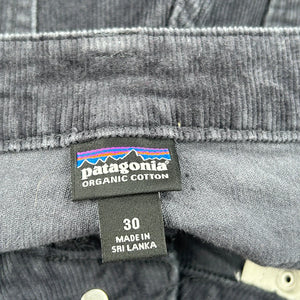 patagonia
ORGANIC COTTON
30
MADE IN
SRI LANKA